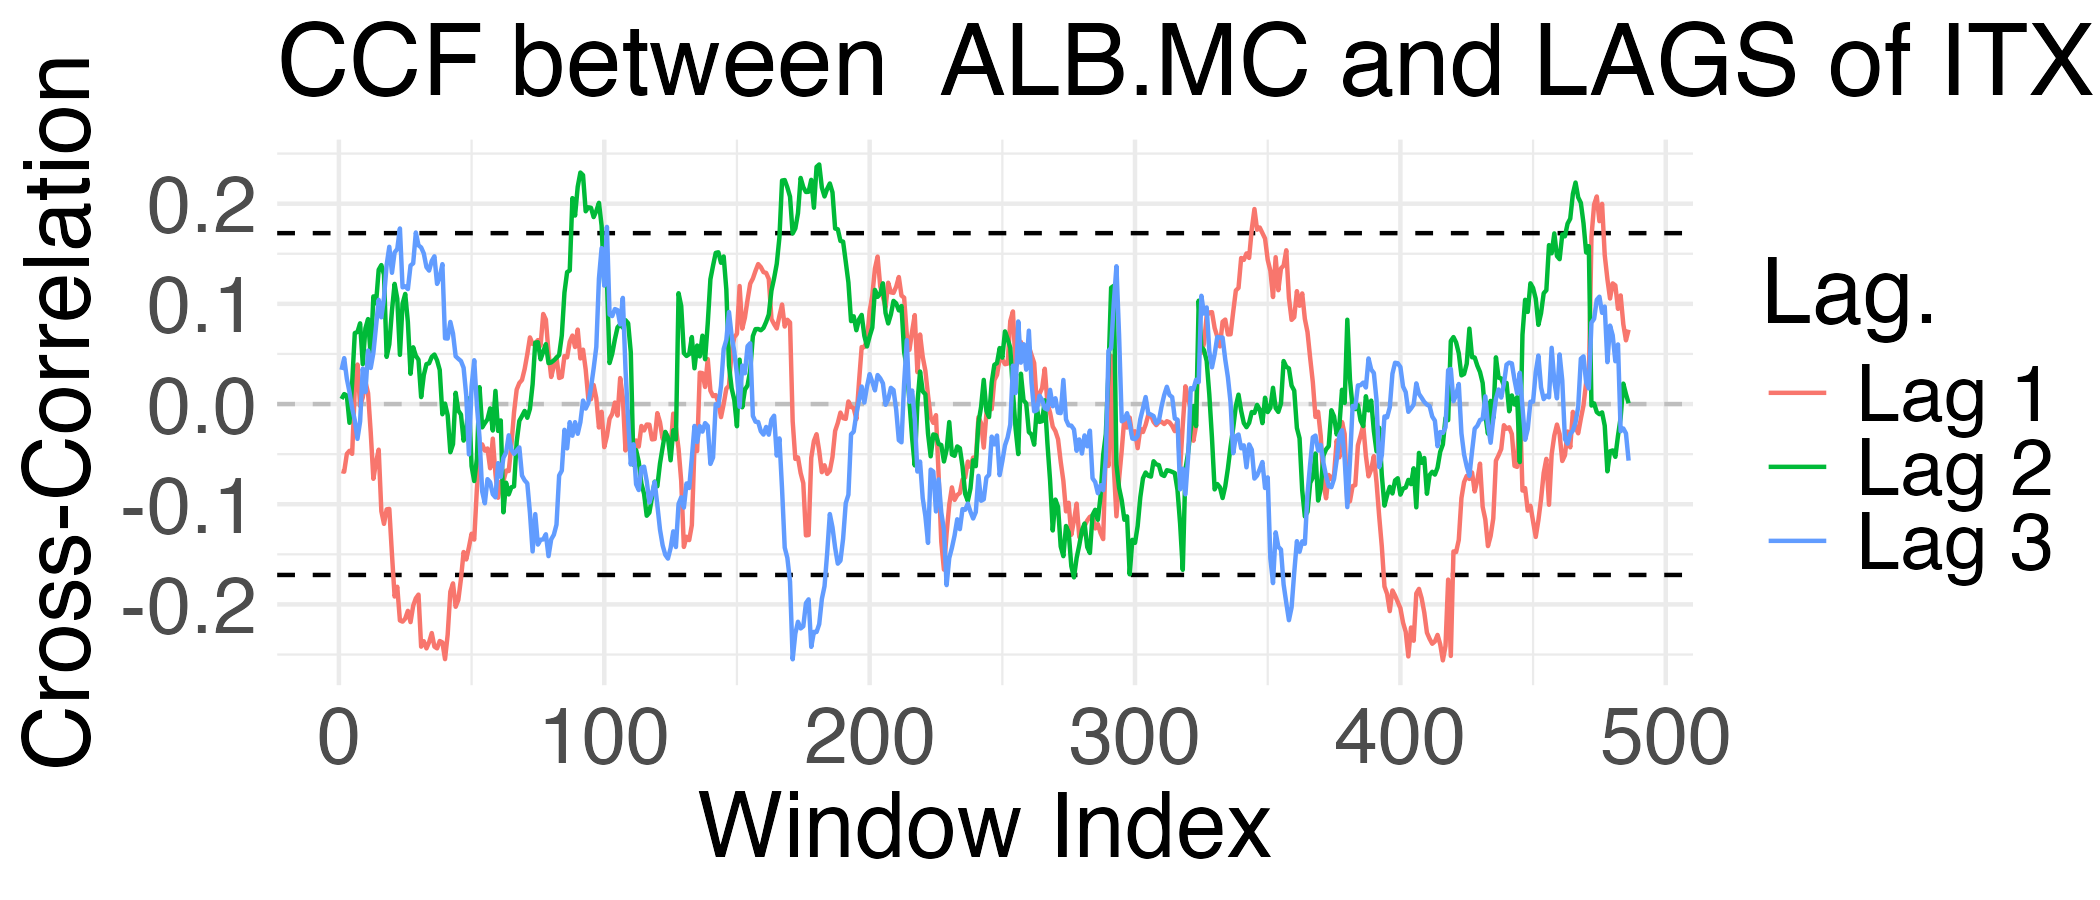 CCF between  ALB.MC and LAGS of ITX
Cross-Correlation
0.2
0.1
0.0
-0.1
-0.2
0 100 200 300 400 500
Window Index
Lag.
Lag 1
Lag 2
Lag 3